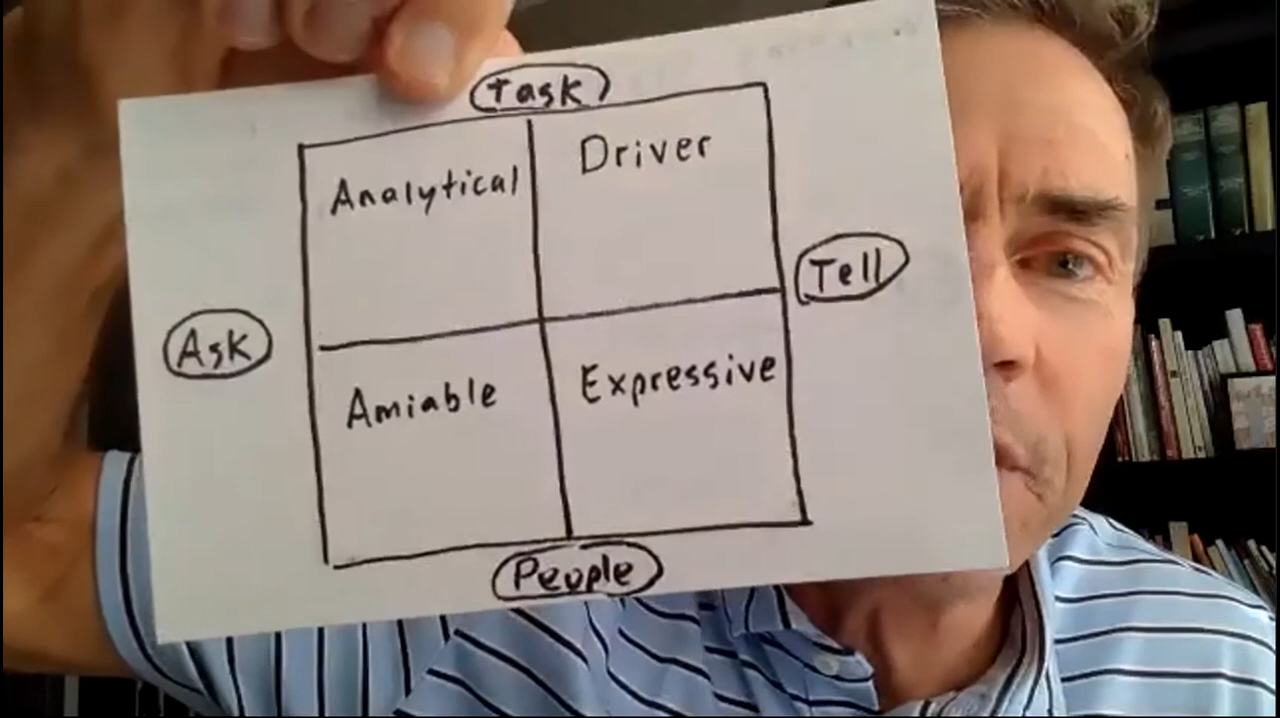 Task
Analytical
Driver
Ask
Tell
Amiable
Expressive
People